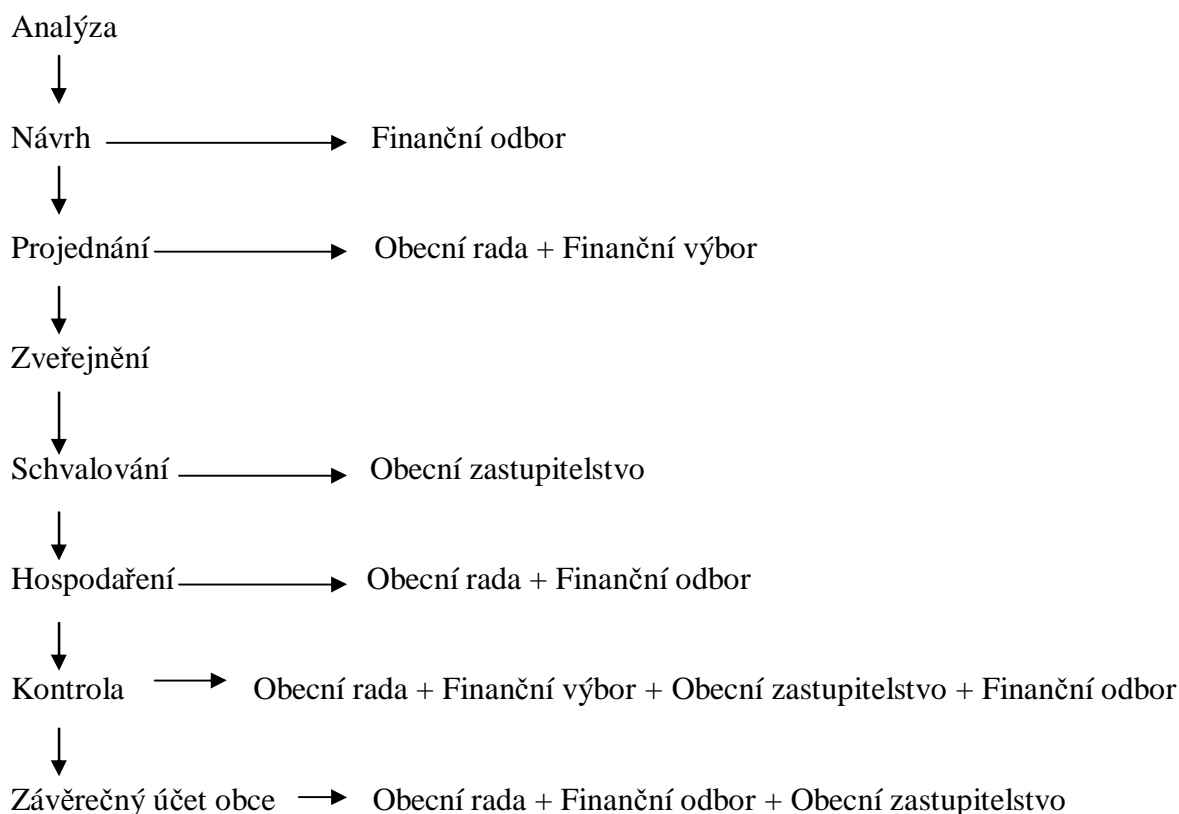 Analýza
Návrh Finanční odbor
Projednání Obecní rada + Finanční výbor
Zveřejnění
Schvalování Obecní zastupitelstvo
Hospodaření Obecní rada + Finanční odbor
Kontrola Obecní rada + Finanční výbor + Obecní zastupitelstvo + Finanční odbor
Závěrečný účet obce Obecní rada + Finanční odbor + Obecní zastupitelstvo